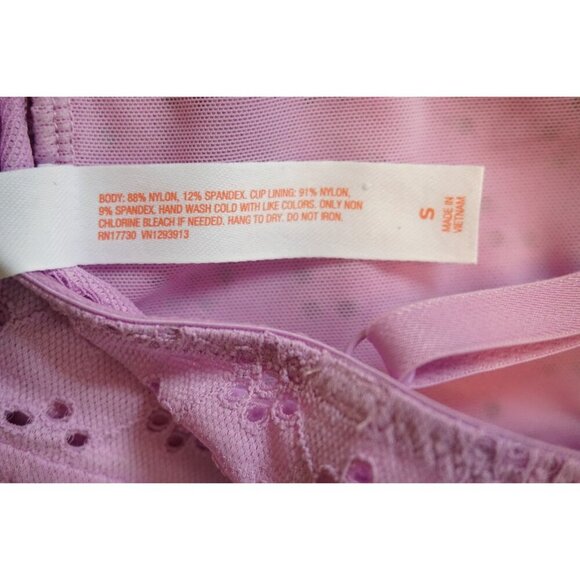 BODY: 88% NYLON, 12% SPANDEX. CUP LINING: 91% NYLON,
9% SPANDEX. HAND WASH COLD WITH LIKE COLORS. ONLY NON
CHLORINE BLEACH IF NEEDED. HANG TO DRY. DO NOT IRON.
RN17730 VN1293913
S
MADE IN
VIETNAM